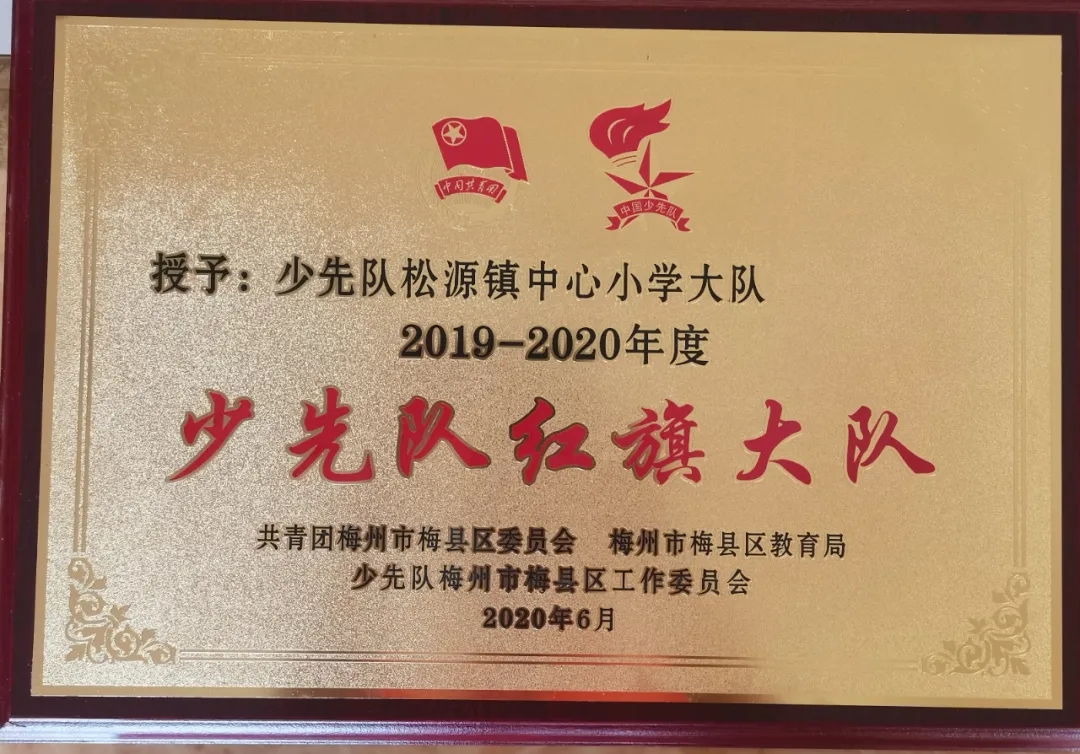 中国共青团
中国少先队
授予：少先队松源镇中心小学大队
2019-2020年度
少先队红旗大队
共青团梅州市梅县区委员会 梅州市梅县区教育局
少先队梅州市梅县区工作委员会
2020年6月